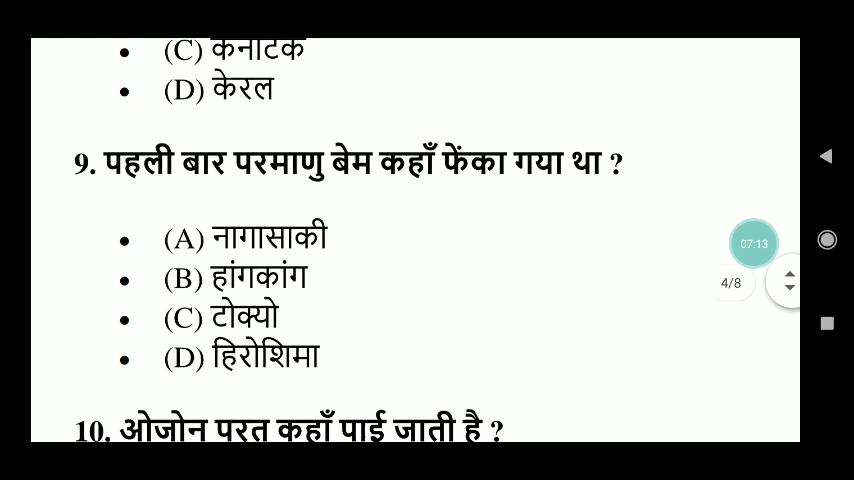 (C) कर्नाटक
(D) केरल
9. पहली बार परमाणु बेम कहाँ फेंका गया था ?
(A) नागासाकी
(B) हांगकांग
(C) टोक्यो
(D) हिरोशिमा
07:13
4/8
10. ओजोन परत कहाँ पाई जाती है ?